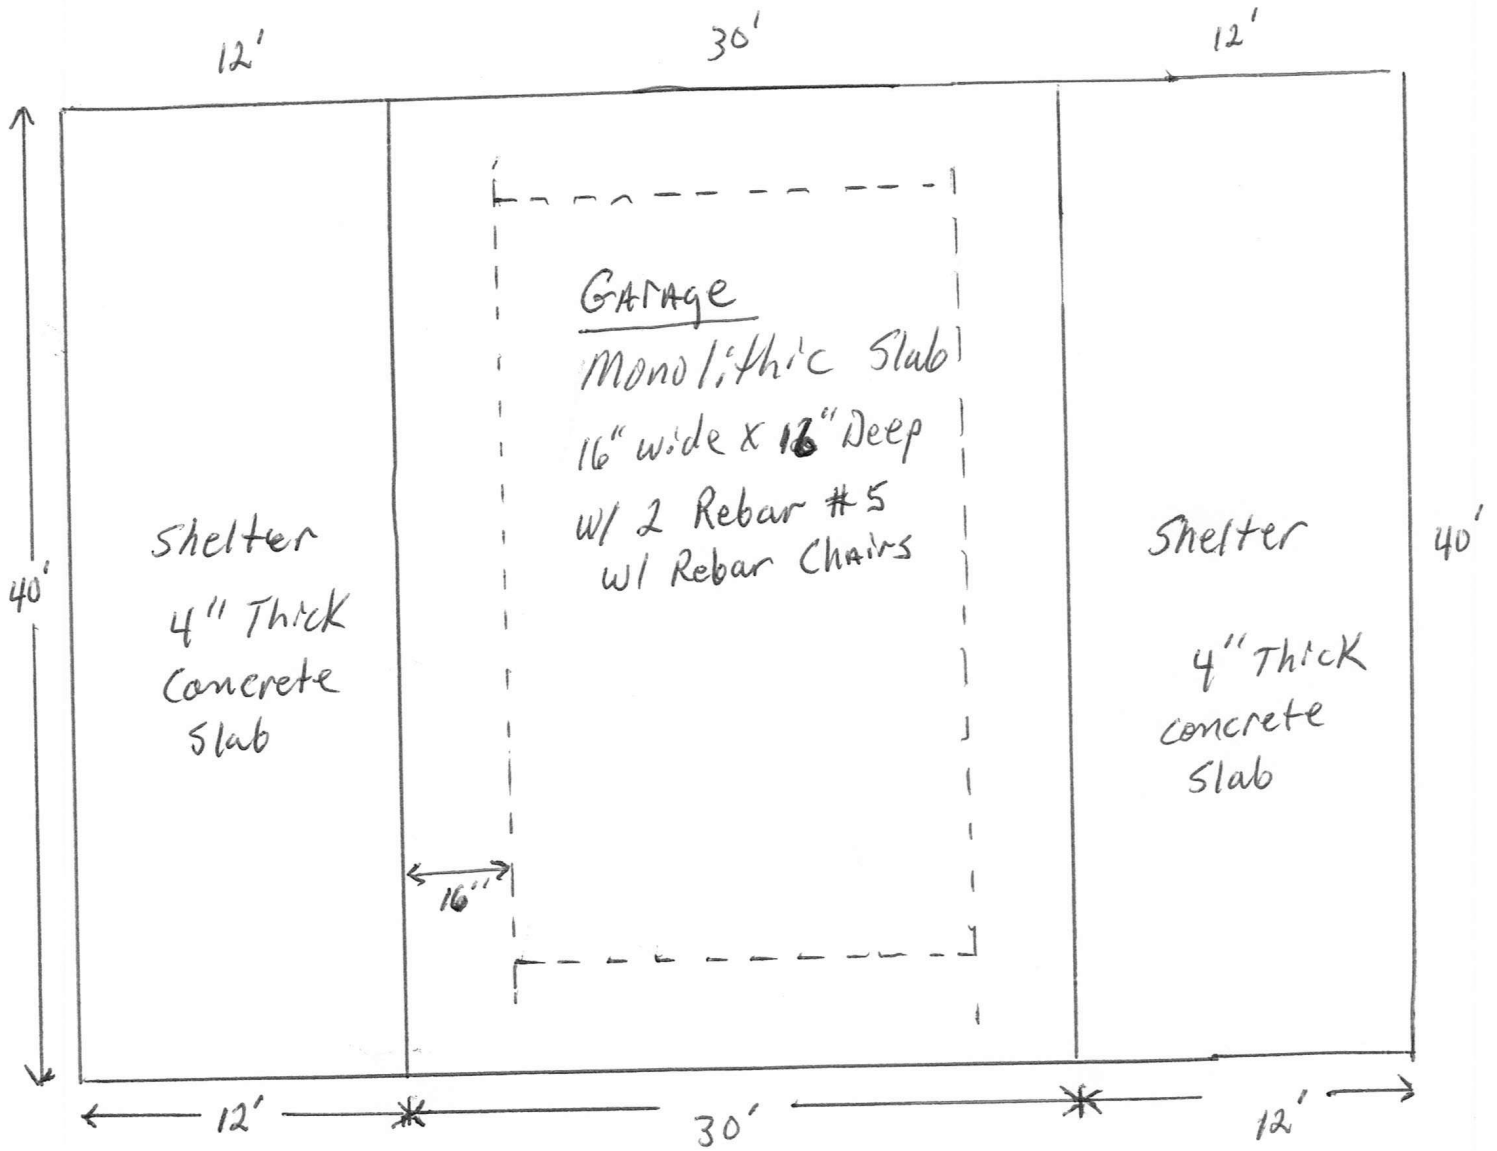 12' 30' 12'
Garage
Monolithic Slab
16" wide x 16" Deep
w/ 2 Rebar #5
w/ Rebar Chairs
Shelter
4" Thick
Concrete
Slab
40'
Shelter
4" Thick
concrete
Slab
40'
16"
12' 30' 12'